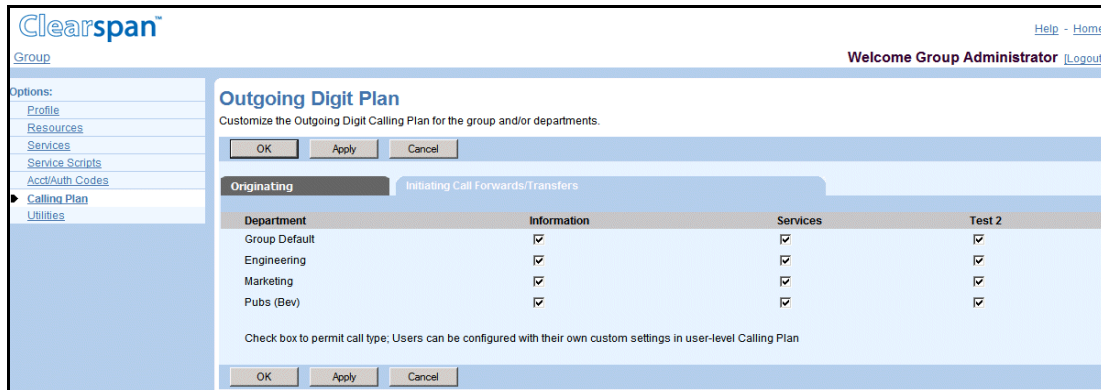 Clearspan™
Help - Home
Group
Welcome Group Administrator [Logout
Options:
Profile
Resources
Services
Service Scripts
Acct/Auth Codes
Calling Plan
Utilities
Outgoing Digit Plan
Customize the Outgoing Digit Calling Plan for the group and/or departments.
OK Apply Cancel
Originating Initiating Call Forwards/Transfers
Department Information Services Test 2
Group Default
Engineering
Marketing
Pubs (Bev)
Check box to permit call type; Users can be configured with their own custom settings in user-level Calling Plan
OK Apply Cancel